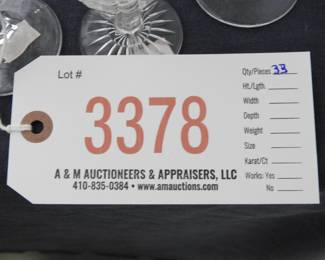 Lot #
3378
A & M AUCTIONEERS & APPRAISERS, LLC
410-835-0384 • www.amauctions.com
Qty/Pieces 33
Ht./Lgth
Width
Depth
Weight
Size
Karat/Ct
Works: Yes
No